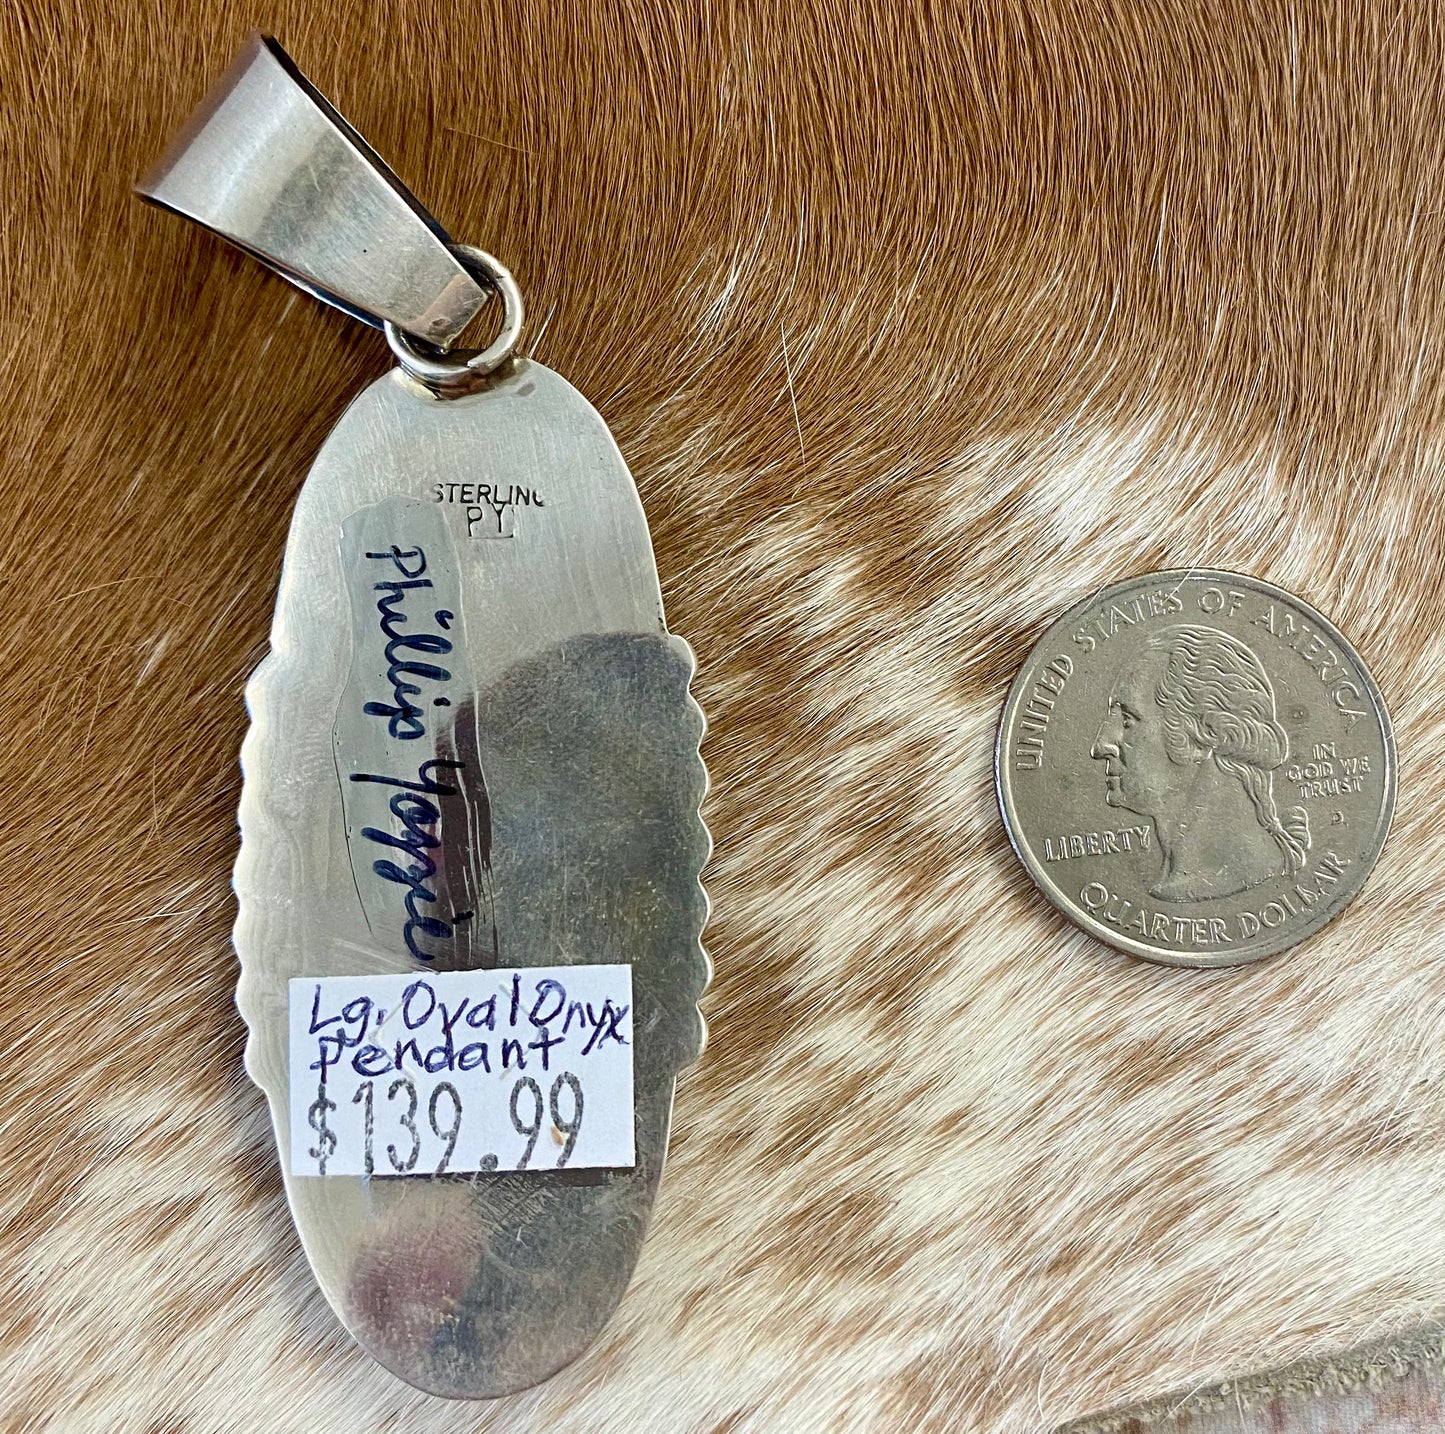 STERLING
PY
Phillip Yazzie
Lg. Oval Onyx
Pendant
$139.99
UNITED STATES OF AMERICA
IN
GOD WE
TRUST
P
LIBERTY
QUARTER DOLLAR